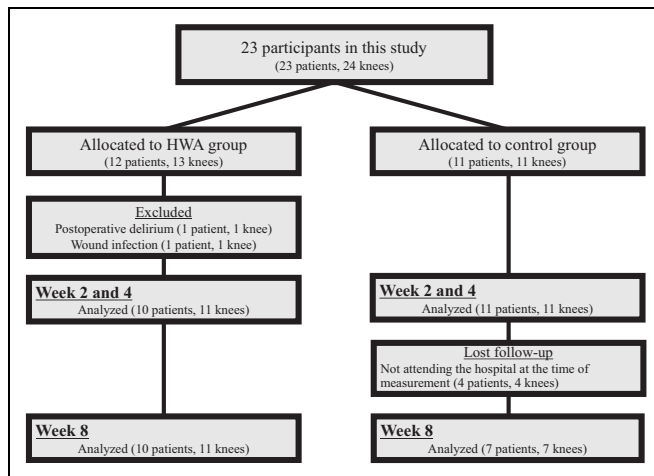 23 participants in this study
(23 patients, 24 knees)
Allocated to HWA group
(12 patients, 13 knees)
Allocated to control group
(11 patients, 11 knees)
Excluded
Postoperative delirium (1 patient, 1 knee)
Wound infection (1 patient, 1 knee)
Week 2 and 4
Analyzed (10 patients, 11 knees)
Week 2 and 4
Analyzed (11 patients, 11 knees)
Lost follow-up
Not attending the hospital at the time of
measurement (4 patients, 4 knees)
Week 8
Analyzed (10 patients, 11 knees)
Week 8
Analyzed (7 patients, 7 knees)